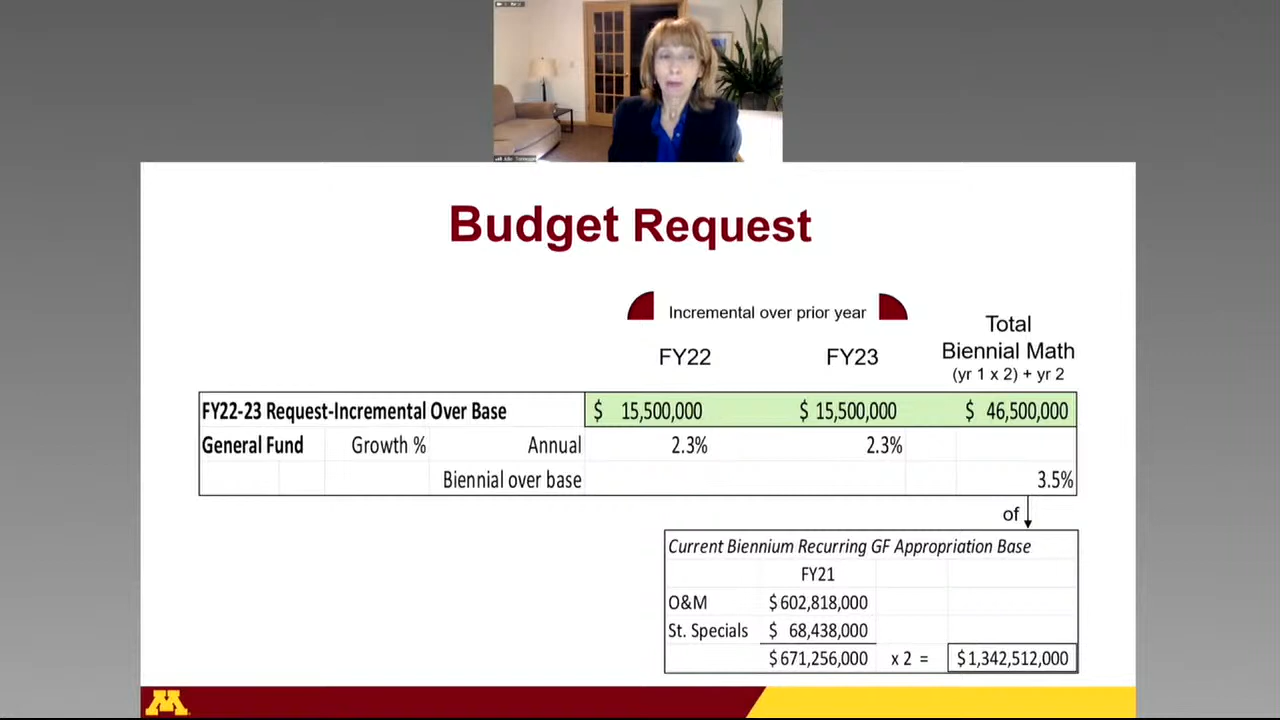 Budget Request
Incremental over prior year
Total
Biennial Math
(yr 1 x 2) + yr 2
FY22 FY23
FY22-23 Request-Incremental Over Base $ 15,500,000 $ 15,500,000 $ 46,500,000
General Fund Growth % Annual 2.3% 2.3%
Biennial over base 3.5%
of
Current Biennium Recurring GF Appropriation Base
FY21
O&M $ 602,818,000
St. Specials $ 68,438,000
$ 671,256,000 x 2 = $ 1,342,512,000
M